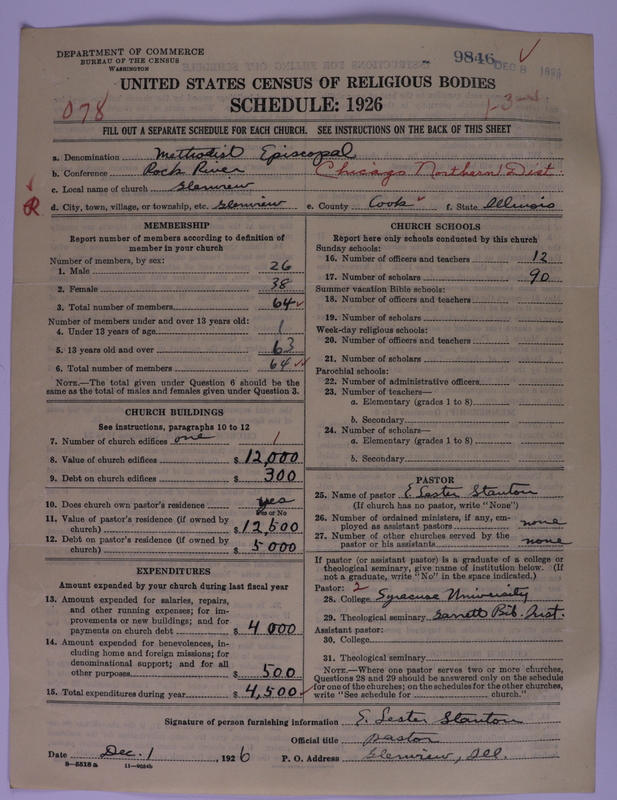 DEPARTMENT OF COMMERCE
BUREAU OF THE CENSUS
WASHINGTON
9846
DEC 8
UNITED STATES CENSUS OF RELIGIOUS BODIES
SCHEDULE: 1926
078
1-3-
FILL OUT A SEPARATE SCHEDULE FOR EACH CHURCH. SEE INSTRUCTIONS ON THE BACK OF THIS SHEET
a. Denomination Methodist Episcopal
b. Conference Rock River Chicago Northern Dist.
c. Local name of church Glenview
R d. City, town, village, or township, etc. Glenview e. County Cook f. State Illinois
MEMBERSHIP
Report number of members according to definition of
member in your church
Number of members, by sex:
1. Male 26
2. Female 38
3. Total number of members 64
Number of members under and over 13 years old:
4. Under 13 years of age 1
5. 13 years old and over 63
6. Total number of members 64
NOTE.—The total given under Question 6 should be the
same as the total of males and females given under Question 3.
CHURCH BUILDINGS
See instructions, paragraphs 10 to 12
7. Number of church edifices one 1
8. Value of church edifices $ 12,000
9. Debt on church edifices $ 300
10. Does church own pastor's residence yes
Yes or No
11. Value of pastor's residence (if owned by
church) $ 12,500
12. Debt on pastor's residence (if owned by
church) $ 5000
EXPENDITURES
Amount expended by your church during last fiscal year
13. Amount expended for salaries, repairs,
and other running expenses; for im-
provements or new buildings; and for
payments on church debt $ 4000
14. Amount expended for benevolences, in-
cluding home and foreign missions; for
denominational support; and for all
other purposes $ 500
15. Total expenditures during year $ 4,500
CHURCH SCHOOLS
Report here only schools conducted by this church
Sunday schools:
16. Number of officers and teachers 12
17. Number of scholars 90
Summer vacation Bible schools:
18. Number of officers and teachers
19. Number of scholars
Week-day religious schools:
20. Number of officers and teachers
21. Number of scholars
Parochial schools:
22. Number of administrative officers
23. Number of teachers—
a. Elementary (grades 1 to 8)
b. Secondary
24. Number of scholars—
a. Elementary (grades 1 to 8)
b. Secondary
PASTOR
25. Name of pastor E. Lester Stanton
(If church has no pastor, write "None")
26. Number of ordained ministers, if any, em-
ployed as assistant pastors none
27. Number of other churches served by the
pastor or his assistants none
If pastor (or assistant pastor) is a graduate of a college or
theological seminary, give name of institution below. (If
not a graduate, write "No" in the space indicated.)
Pastor: 2
28. College Syracuse University
29. Theological seminary Garrett Bib. Inst.
Assistant pastor:
30. College
31. Theological seminary
NOTE.—Where one pastor serves two or more churches,
Questions 28 and 29 should be answered only on the schedule
for one of the churches; on the schedules for the other churches,
write "See schedule for church."
Signature of person furnishing information E. Lester Stanton
Official title pastor
Date Dec. 1, 1926 P. O. Address Glenview, Ill.
8—5518 a